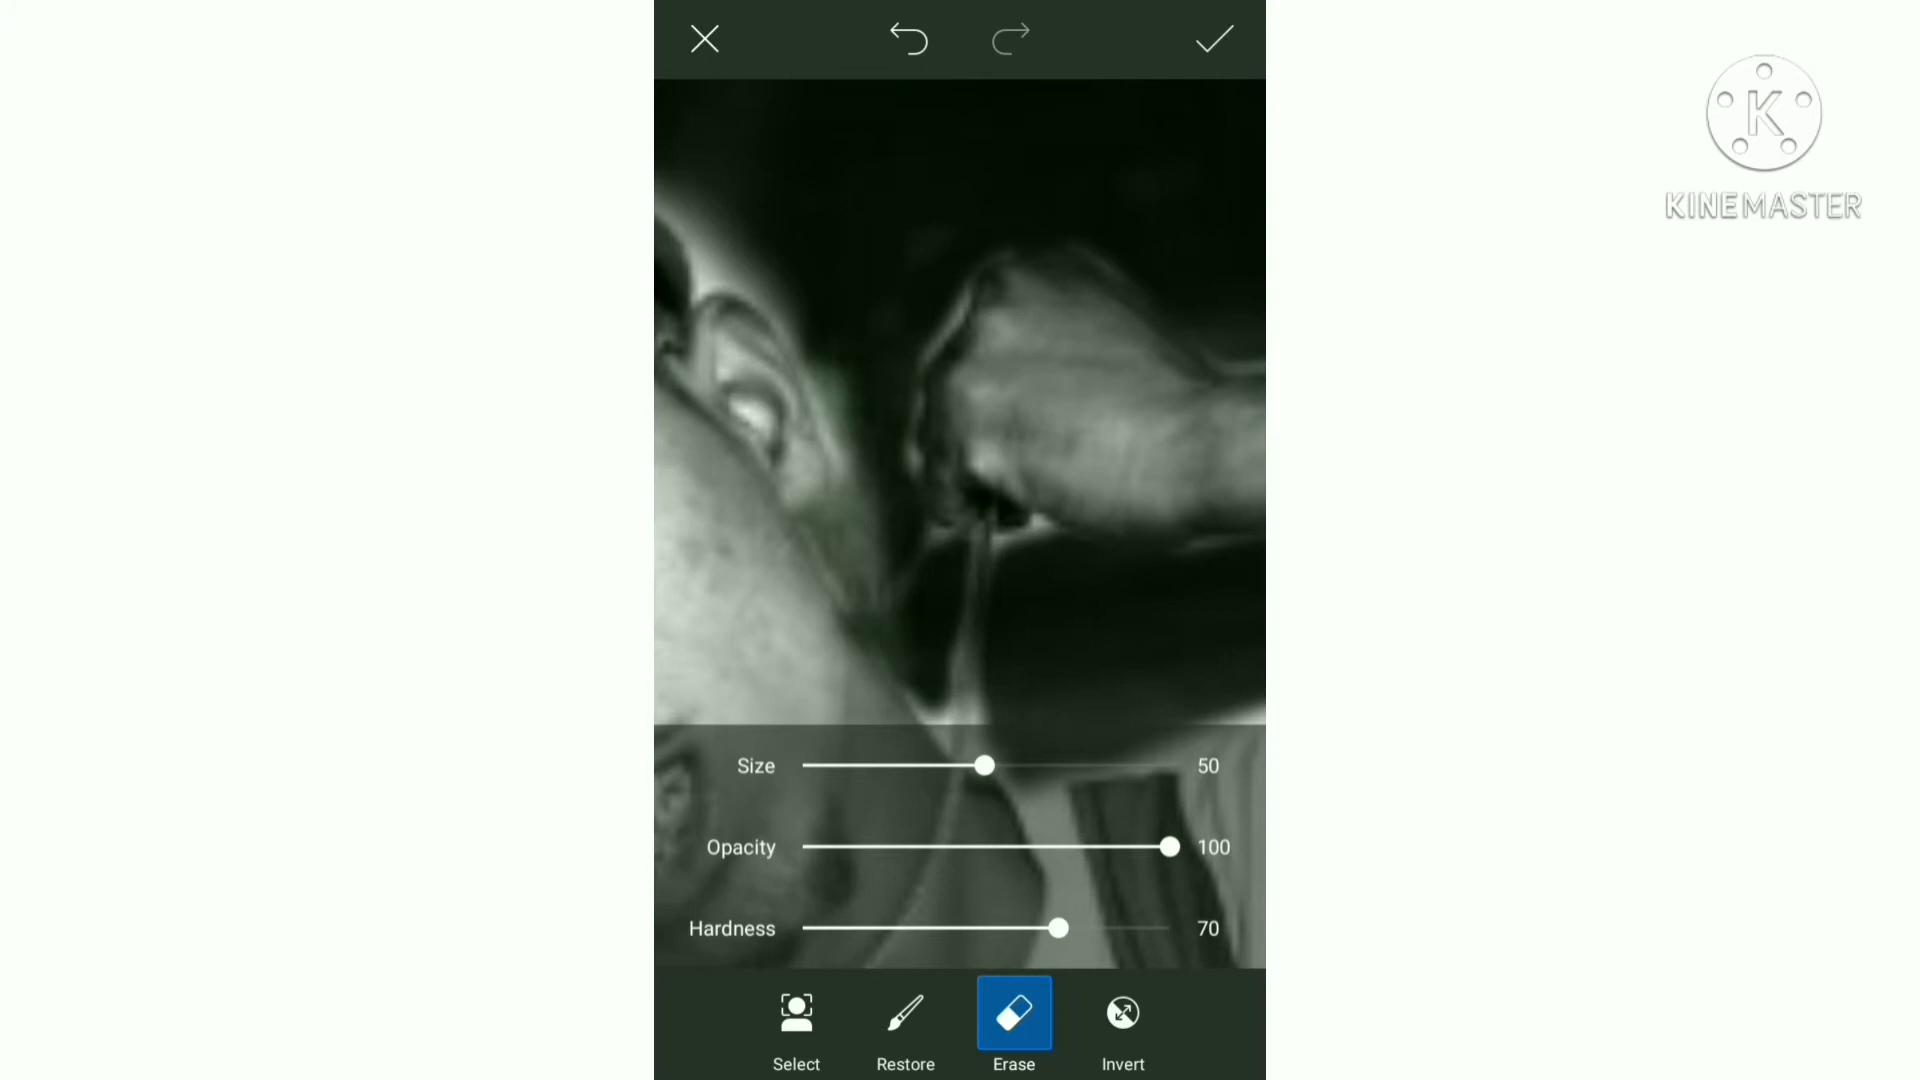 K
KINEMASTER
Size 50
Opacity 100
Hardness 70
Select Restore Erase Invert